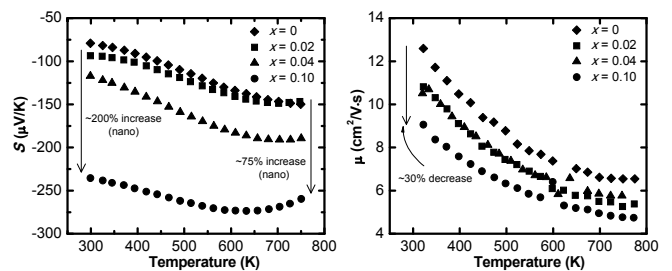 -50
-100
-150
-200
-250
-300
S (μV/K)
x = 0
x = 0.02
x = 0.04
x = 0.10
~200% increase
(nano)
~75% increase
(nano)
200 300 400 500 600 700 800
Temperature (K)
14
12
10
8
6
4
μ (cm²/V·s)
x = 0
x = 0.02
x = 0.04
x = 0.10
~30% decrease
200 300 400 500 600 700 800
Temperature (K)